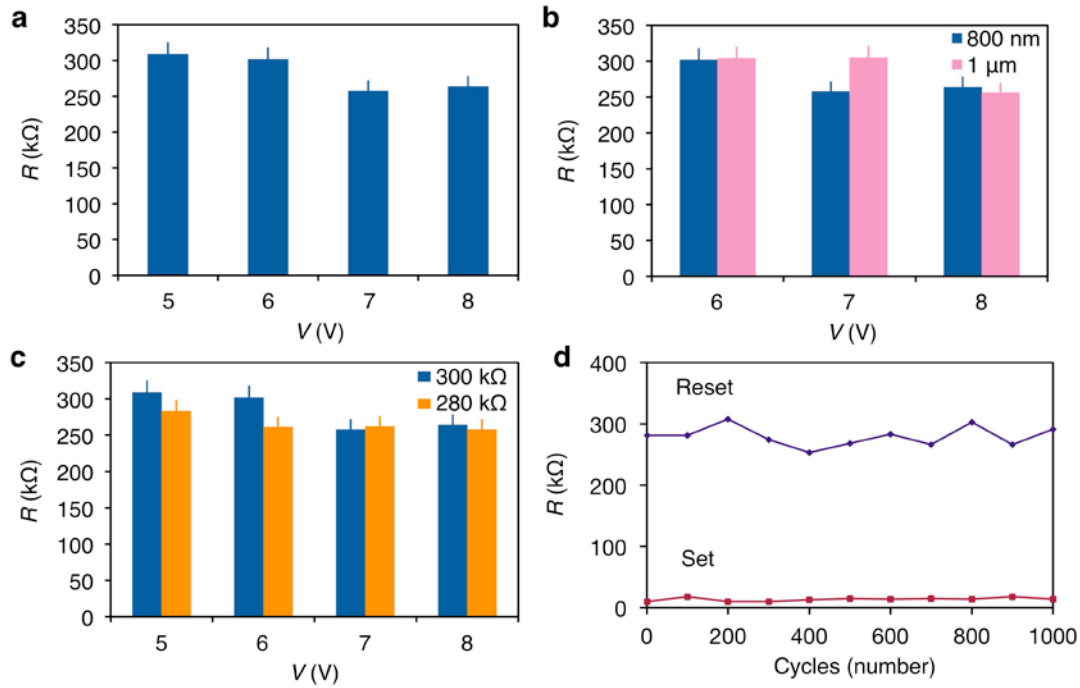 a
350
300
250
200
150
100
50
0
R (kΩ)
5 6 7 8
V (V)
b
350
300
250
200
150
100
50
0
R (kΩ)
800 nm
1 µm
6 7 8
V (V)
c
350
300
250
200
150
100
50
0
R (kΩ)
300 kΩ
280 kΩ
5 6 7 8
V (V)
d
400
300
200
100
0
R (kΩ)
Reset
Set
0 200 400 600 800 1000
Cycles (number)